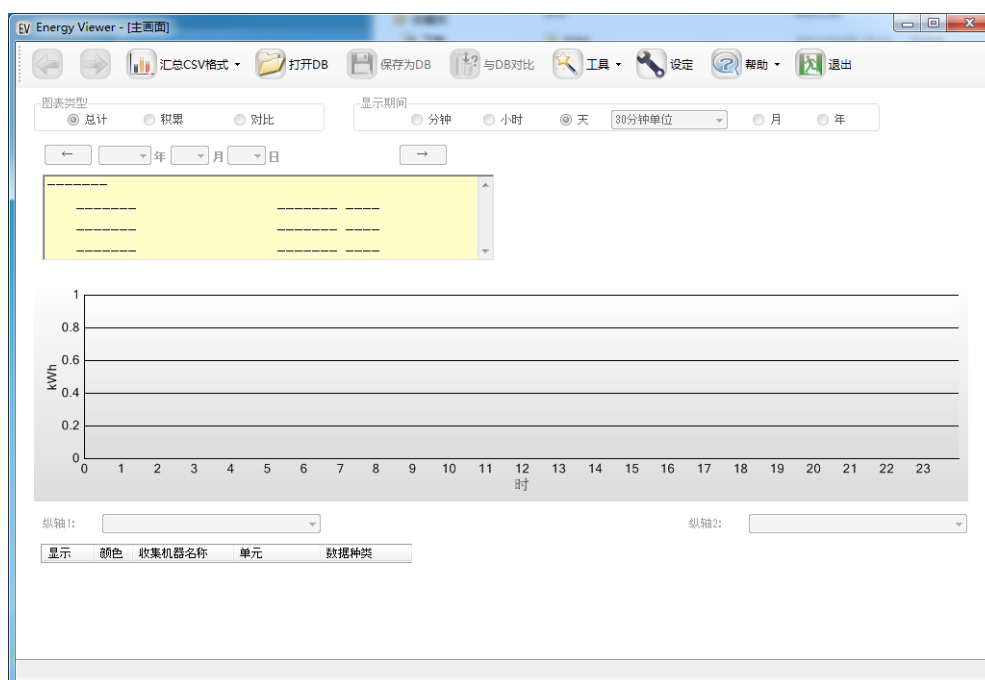 EV Energy Viewer - [主画面]
汇总CSV格式 打开DB 保存为DB 与DB对比 工具 设定 帮助 退出
图表类型 显示期间
总计 积累 对比 分钟 小时 天 30分钟单位 月 年
← 年 月 日 →
-------
------- ------- ----
------- ------- ----
------- ------- ----
1
0.8
0.6
0.4
0.2
0
kWh
0 1 2 3 4 5 6 7 8 9 10 11 12 13 14 15 16 17 18 19 20 21 22 23
时
纵轴1: 纵轴2:
显示 颜色 收集机器名称 单元 数据种类